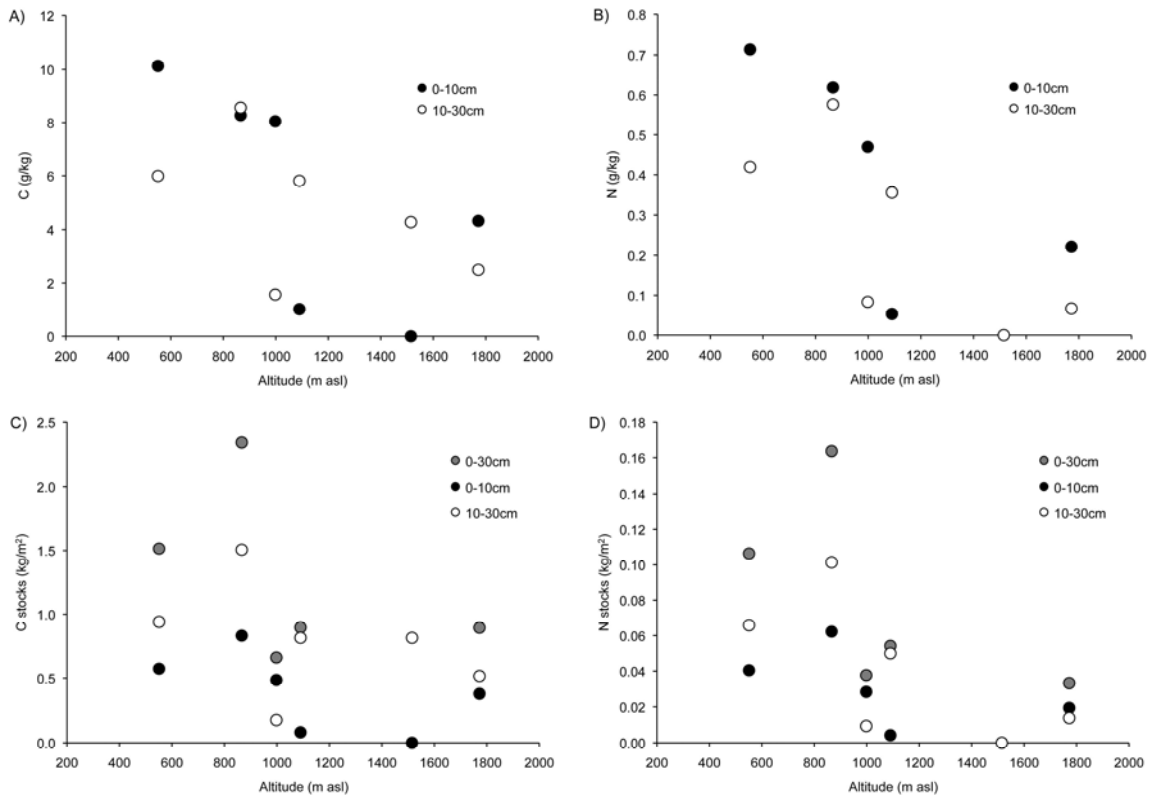 A)
12
10
8
6
4
2
0
C (g/kg)
0-10cm
10-30cm
200 400 600 800 1000 1200 1400 1600 1800 2000
Altitude (m asl)
B)
0.8
0.7
0.6
0.5
0.4
0.3
0.2
0.1
0.0
N (g/kg)
0-10cm
10-30cm
200 400 600 800 1000 1200 1400 1600 1800 2000
Altitude (m asl)
C)
2.5
2.0
1.5
1.0
0.5
0.0
C stocks (kg/m²)
0-30cm
0-10cm
10-30cm
200 400 600 800 1000 1200 1400 1600 1800 2000
Altitude (m asl)
D)
0.18
0.16
0.14
0.12
0.10
0.08
0.06
0.04
0.02
0.00
N stocks (kg/m²)
0-30cm
0-10cm
10-30cm
200 400 600 800 1000 1200 1400 1600 1800 2000
Altitude (m asl)